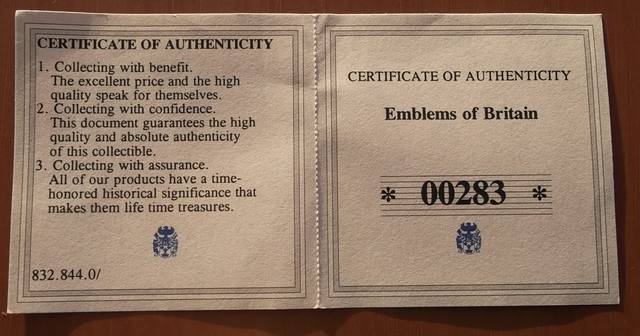 CERTIFICATE OF AUTHENTICITY
1. Collecting with benefit.
The excellent price and the high
quality speak for themselves.
2. Collecting with confidence.
This document guarantees the high
quality and absolute authenticity
of this collectible.
3. Collecting with assurance.
All of our products have a time-
honored historical significance that
makes them life time treasures.
832.844.0/
CERTIFICATE OF AUTHENTICITY
Emblems of Britain
* 00283 *